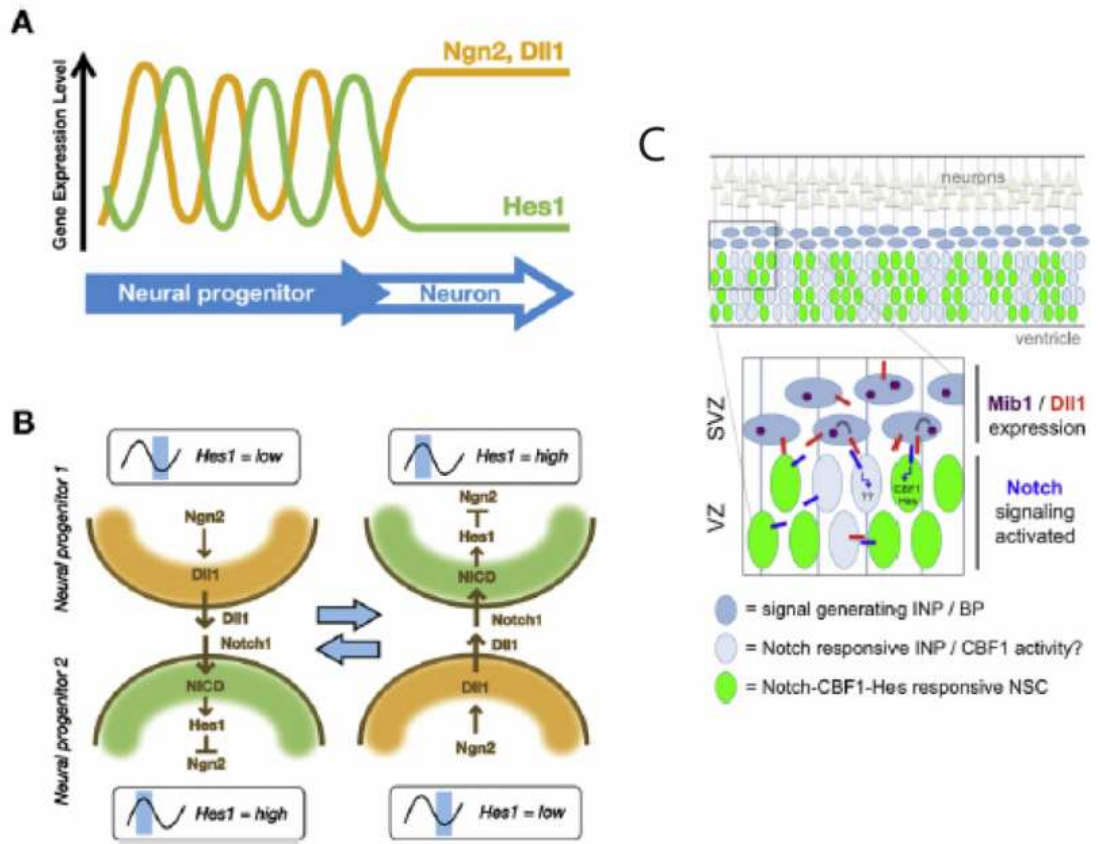 A
Gene Expression Level
Ngn2, Dll1
Hes1
Neural progenitor
Neuron
B
Neural progenitor 1
Neural progenitor 2
Hes1 = low
Ngn2
Dll1
Dll1
Notch1
NICD
Hes1
Ngn2
Hes1 = high
Hes1 = high
Ngn2
Hes1
NICD
Notch1
Dll1
Dll1
Ngn2
Hes1 = low
C
neurons
ventricle
SVZ
VZ
Mib1 / Dll1
expression
??
CBF1
Hes
Notch
signaling
activated
= signal generating INP / BP
= Notch responsive INP / CBF1 activity?
= Notch-CBF1-Hes responsive NSC